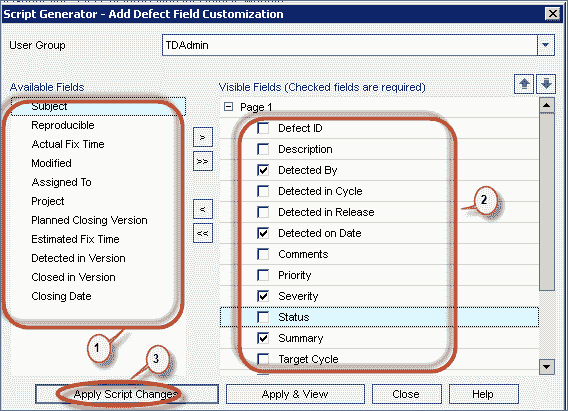 Script Generator - Add Defect Field Customization
User Group
TDAdmin
Available Fields
Subject
Reproducible
Actual Fix Time
Modified
Assigned To
Project
Planned Closing Version
Estimated Fix Time
Detected in Version
Closed in Version
Closing Date
1
>
>>
<
<<
Visible Fields (Checked fields are required)
Page 1
Defect ID
Description
Detected By
Detected in Cycle
Detected in Release
Detected on Date
Comments
Priority
Severity
Status
Summary
Target Cycle
2
3
Apply Script Changes
Apply & View
Close
Help